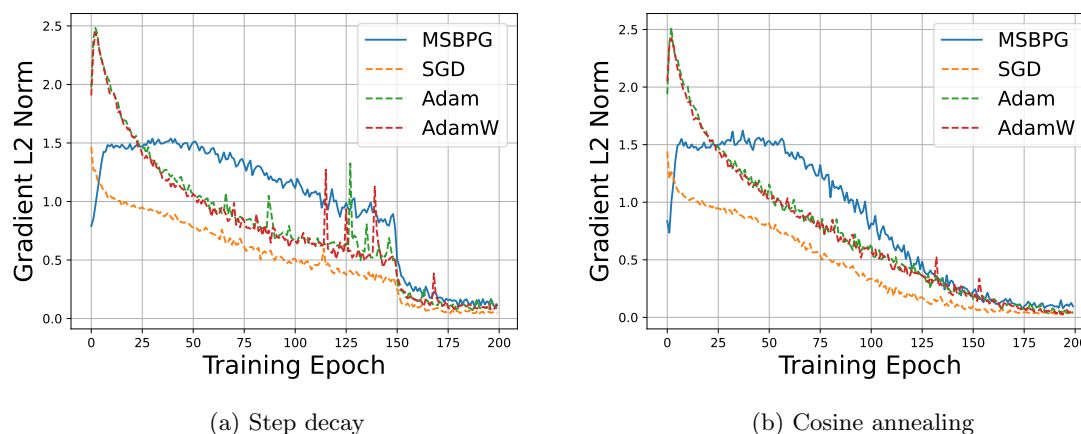 2.5
2.0
1.5
1.0
0.5
0.0
Gradient L2 Norm
MSBPG
SGD
Adam
AdamW
0 25 50 75 100 125 150 175 200
Training Epoch
(a) Step decay
2.5
2.0
1.5
1.0
0.5
0.0
Gradient L2 Norm
MSBPG
SGD
Adam
AdamW
0 25 50 75 100 125 150 175 200
Training Epoch
(b) Cosine annealing